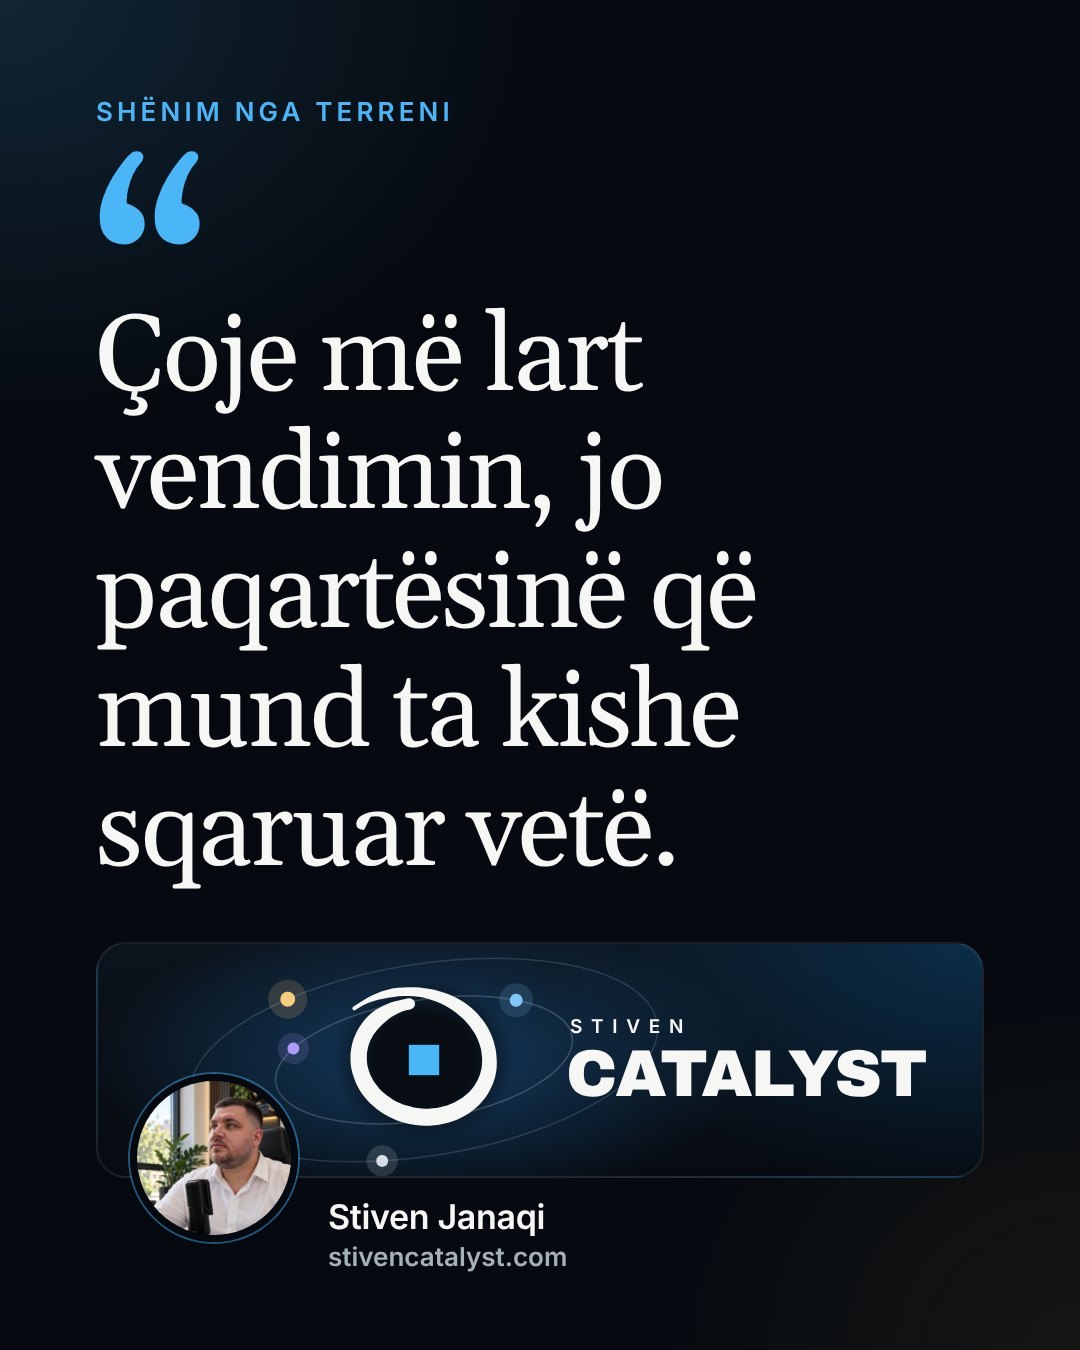 SHËNIM NGA TERRENI
“
Çoje më lart
vendimin, jo
paqartësinë që
mund ta kishe
sqaruar vetë.
STIVEN
CATALYST
Stiven Janaqi
stivencatalyst.com